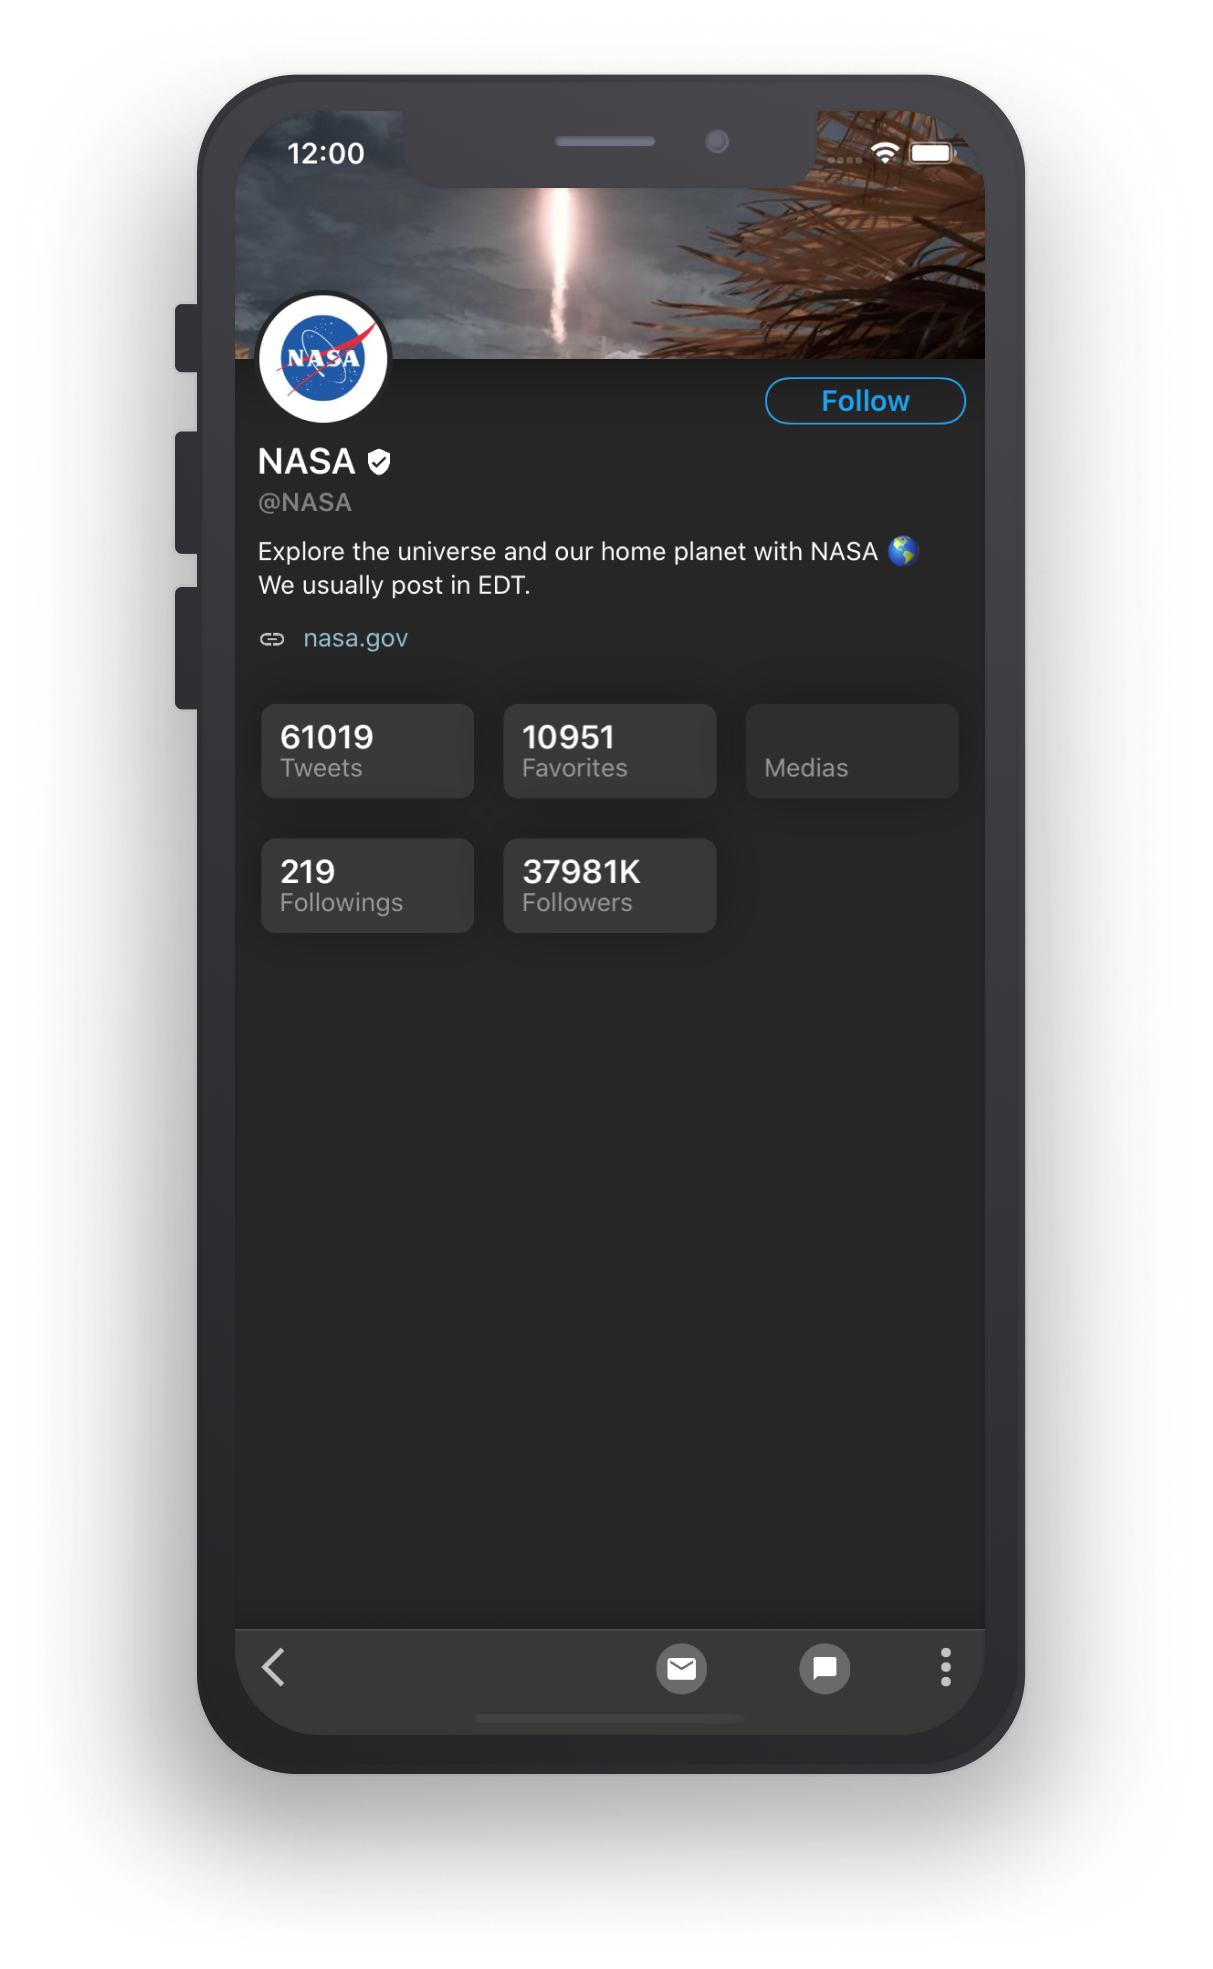 12:00
NASA
Follow
NASA
@NASA
Explore the universe and our home planet with NASA 🌎
We usually post in EDT.
nasa.gov
61019
Tweets
10951
Favorites
Medias
219
Followings
37981K
Followers